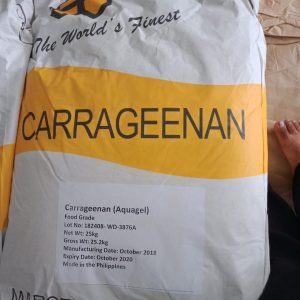 The World's Finest
CARRAGEENAN
Carrageenan (Aquagel)
Food Grade
Lot No: 182408- WD-3876A
Net Wt: 25kg
Gross Wt: 25.2kg
Manufacturing Date: October 2018
Expiry Date: October 2020
Made in the Philippines